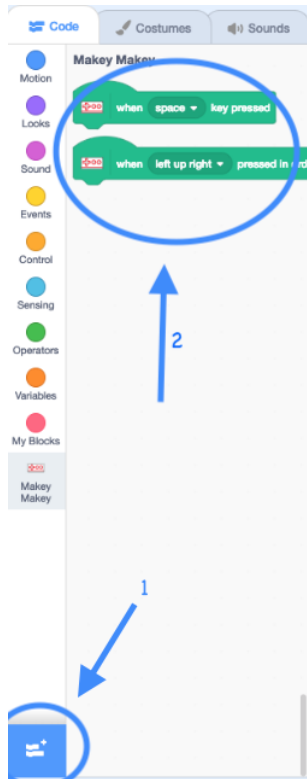 Code Costumes Sounds
Motion
Looks
Sound
Events
Control
Sensing
Operators
Variables
My Blocks
Makey
Makey
Makey Makey
when space key pressed
when left up right pressed in ord
2
1